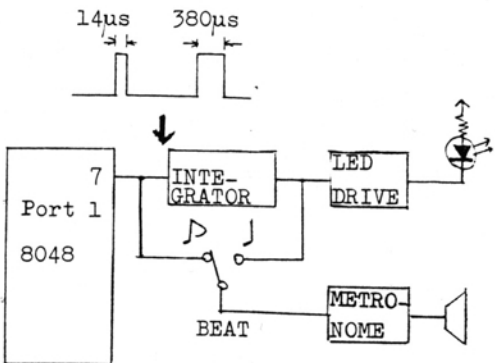 14μs 380μs
7
Port 1
8048
INTE-
GRATOR
LED
DRIVE
BEAT
METRO-
NOME